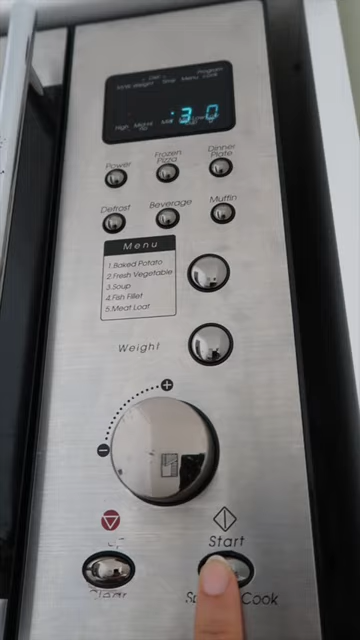 :30
Power
Frozen Pizza
Dinner Plate
Defrost
Beverage
Muffin
Menu
1.Baked Potato
2.Fresh Vegetable
3.Soup
4.Fish Fillet
5.Meat Loaf
Weight
+
−
Start
Clear
Cook